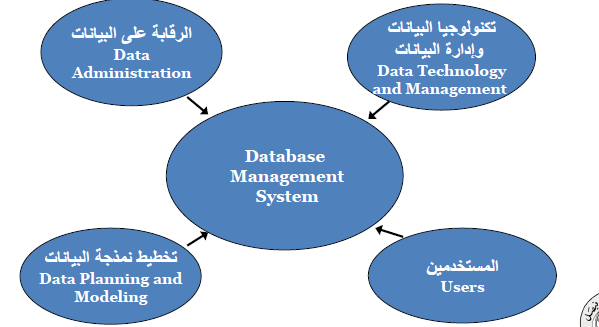 الرقابة على البيانات
Data
Administration
تكنولوجيا البيانات
وإدارة البيانات
Data Technology
and Management
Database
Management
System
تخطيط نمذجة البيانات
Data Planning and
Modeling
المستخدمين
Users